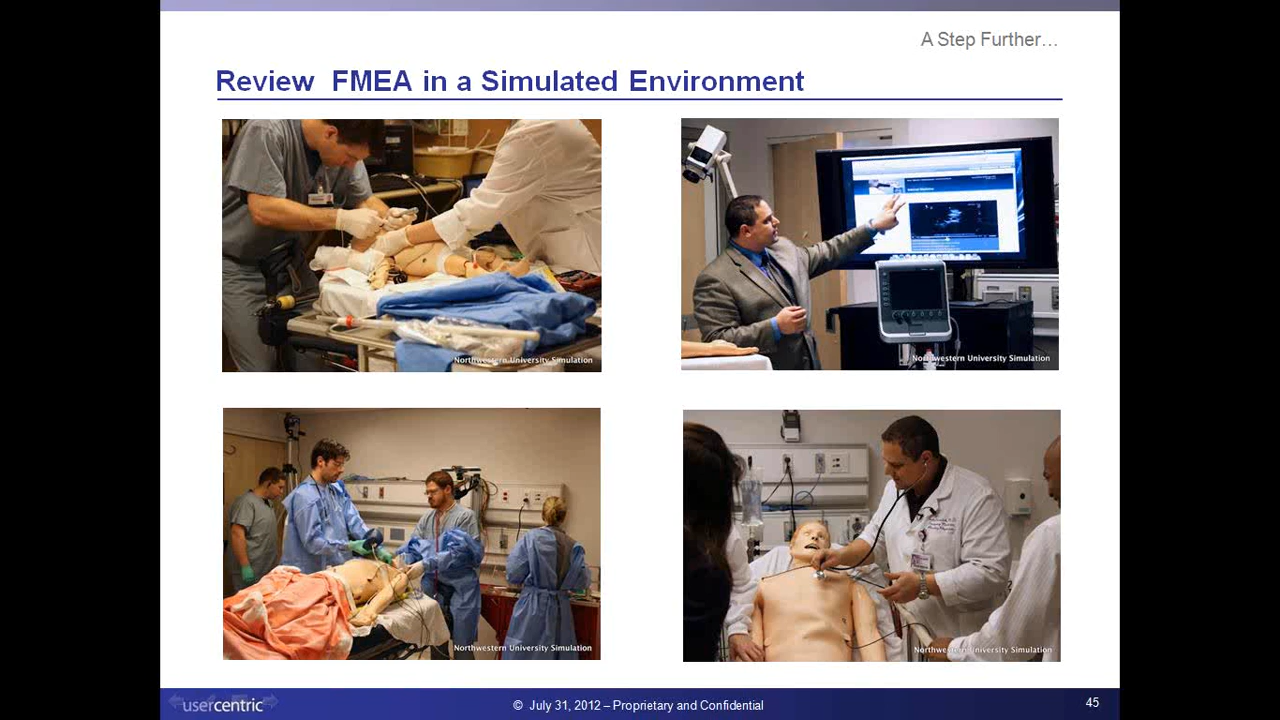 A Step Further…
Review FMEA in a Simulated Environment
Northwestern University Simulation
Northwestern University Simulation
Northwestern University Simulation
Northwestern University Simulation
usercentric
© July 31, 2012 – Proprietary and Confidential
45